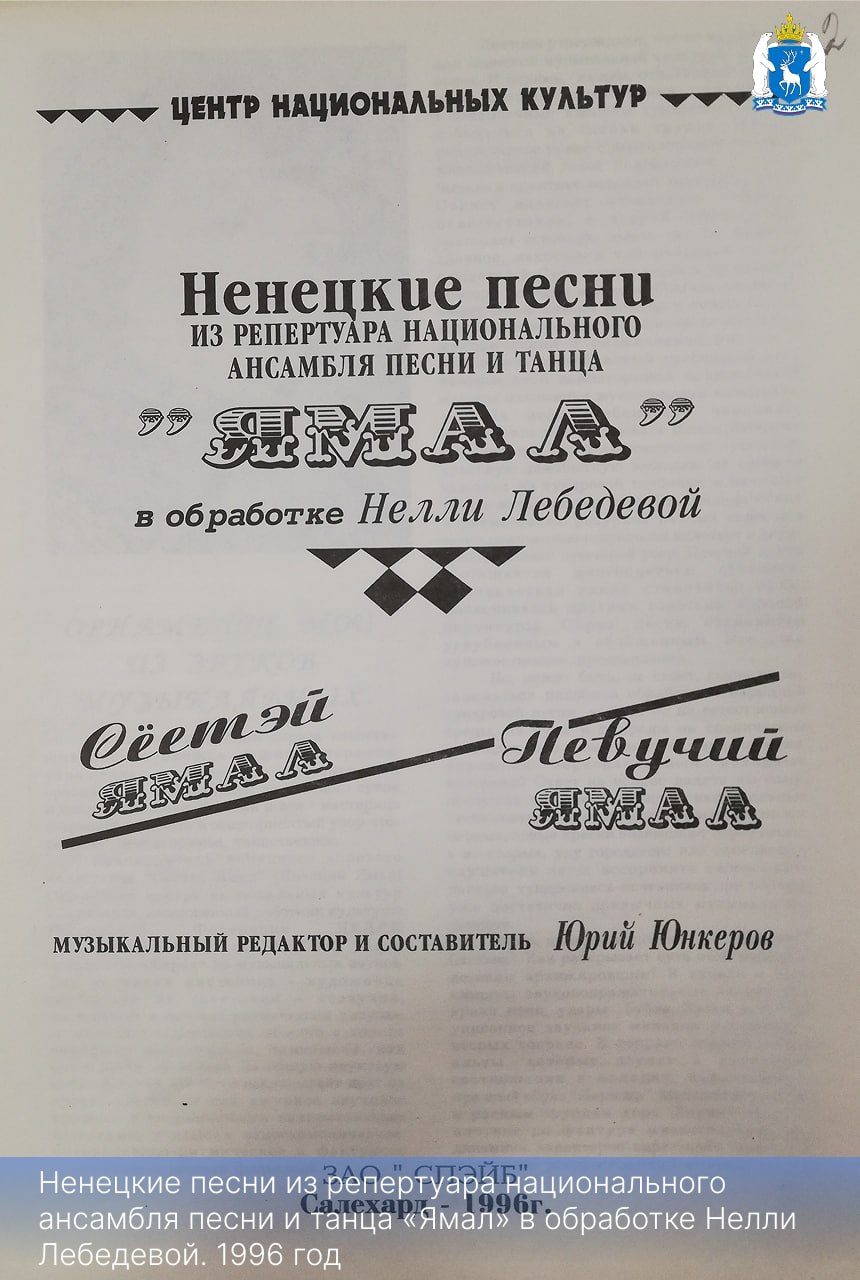 2
ЦЕНТР НАЦИОНАЛЬНЫХ КУЛЬТУР
Ненецкие песни
ИЗ РЕПЕРТУАРА НАЦИОНАЛЬНОГО
АНСАМБЛЯ ПЕСНИ И ТАНЦА
"ЯМАЛ"
в обработке Нелли Лебедевой
Сёетэй
ЯМАЛ
Певучий
ЯМАЛ
МУЗЫКАЛЬНЫЙ РЕДАКТОР И СОСТАВИТЕЛЬ Юрий Юнкеров
ЗАО " СПЭЙБ"
Салехард - 1996г.
Ненецкие песни из репертуара национального
ансамбля песни и танца «Ямал» в обработке Нелли
Лебедевой. 1996 год